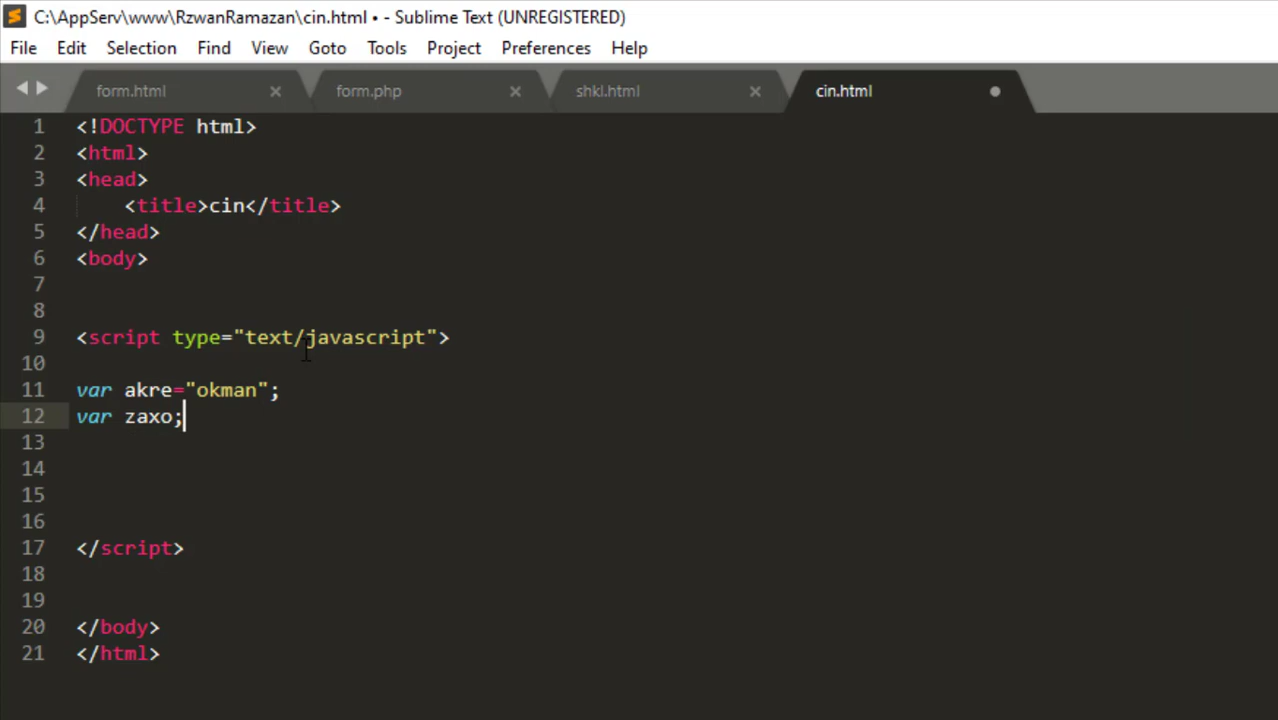 C:\AppServ\www\RzwanRamazan\cin.html • - Sublime Text (UNREGISTERED)
File Edit Selection Find View Goto Tools Project Preferences Help
form.html form.php shkl.html cin.html
1 <!DOCTYPE html>
2 <html>
3 <head>
4 <title>cin</title>
5 </head>
6 <body>
7
8
9 <script type="text/javascript">
10
11 var akre="okman";
12 var zaxo;
13
14
15
16
17 </script>
18
19
20 </body>
21 </html>